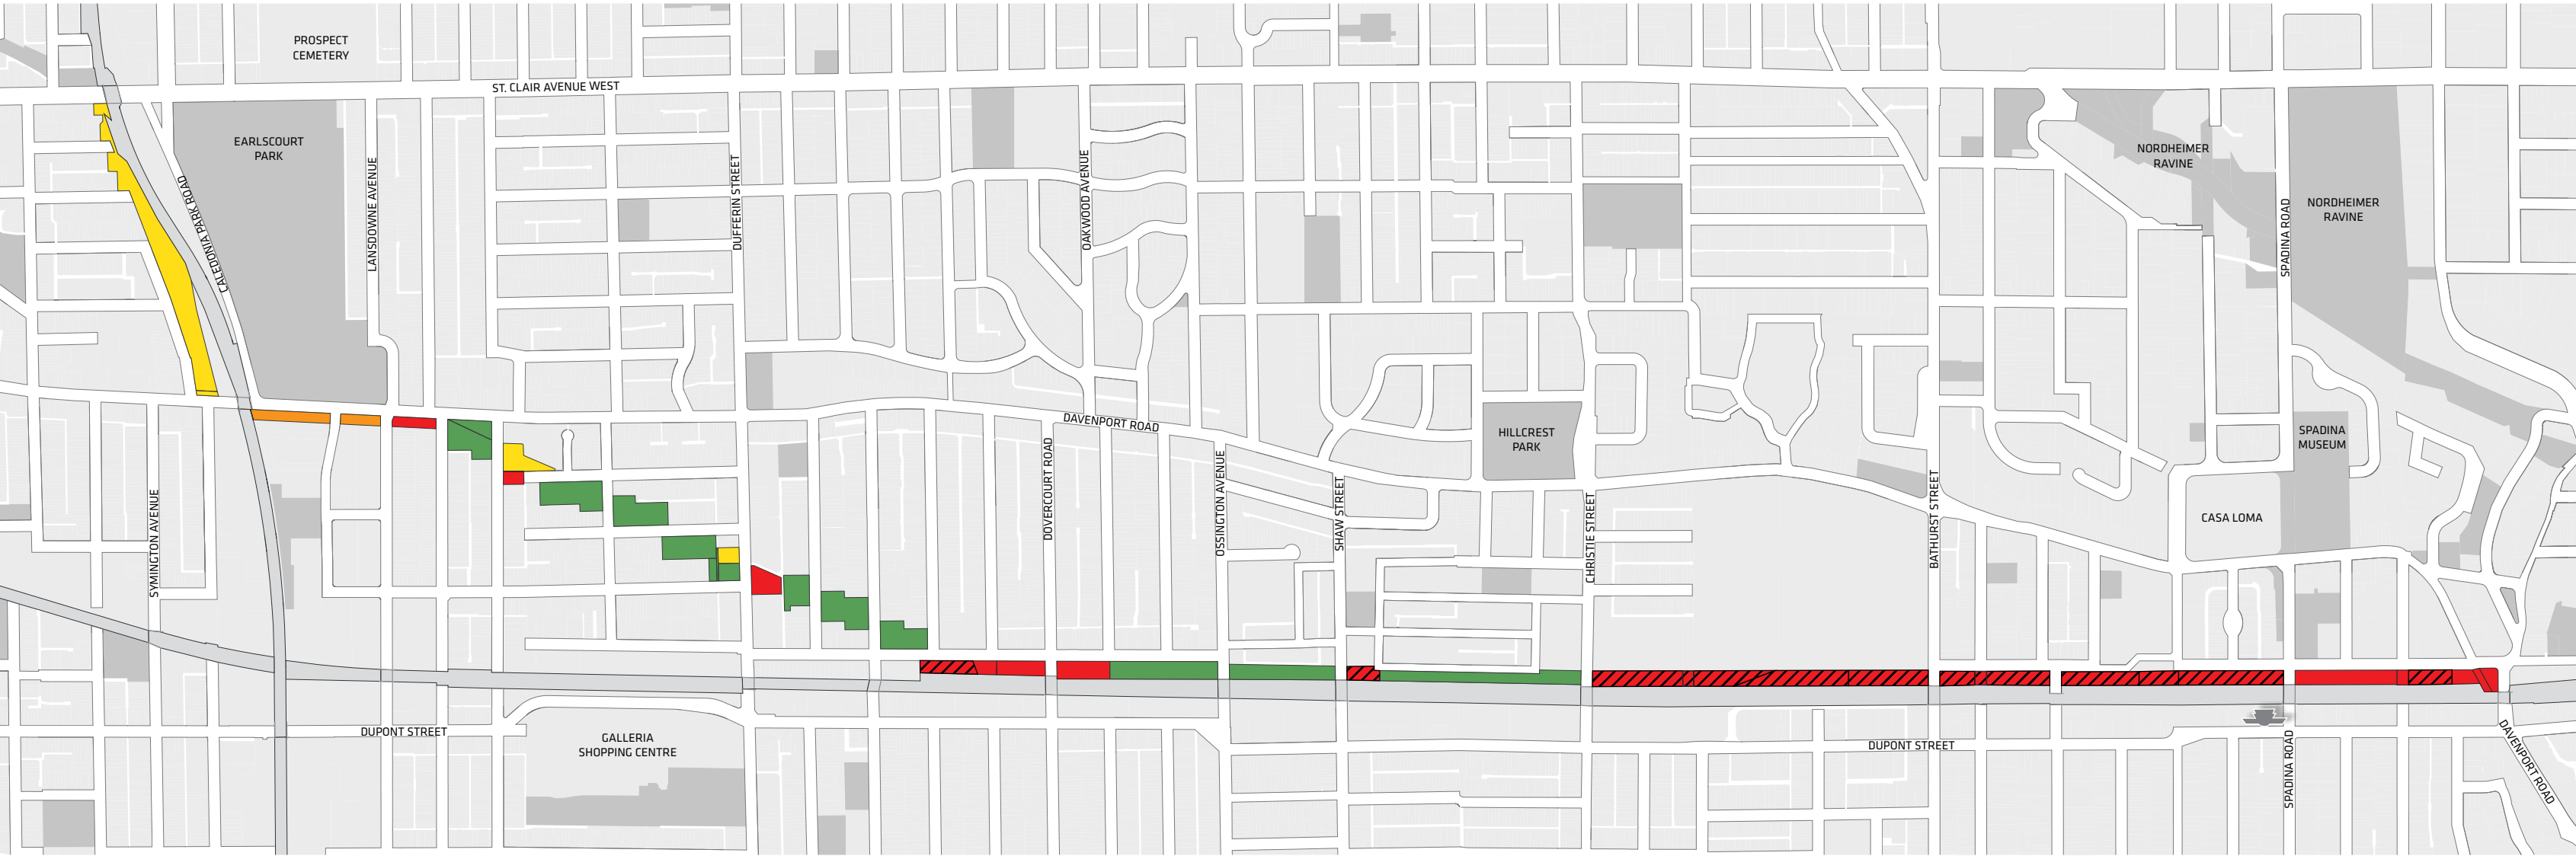 PROSPECT
CEMETERY
ST. CLAIR AVENUE WEST
EARLSCOURT
PARK
CALEDONIA PARK ROAD
LANSDOWNE AVENUE
DUFFERIN STREET
OAKWOOD AVENUE
NORDHEIMER
RAVINE
SPADINA ROAD
NORDHEIMER
RAVINE
DAVENPORT ROAD
HILLCREST
PARK
SPADINA
MUSEUM
SYMINGTON AVENUE
DOVERCOURT ROAD
OSSINGTON AVENUE
SHAW STREET
CHRISTIE STREET
BATHURST STREET
CASA LOMA
DUPONT STREET
GALLERIA
SHOPPING CENTRE
DUPONT STREET
SPADINA ROAD
DAVENPORT ROAD